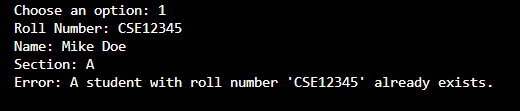 Choose an option: 1
Roll Number: CSE12345
Name: Mike Doe
Section: A
Error: A student with roll number 'CSE12345' already exists.